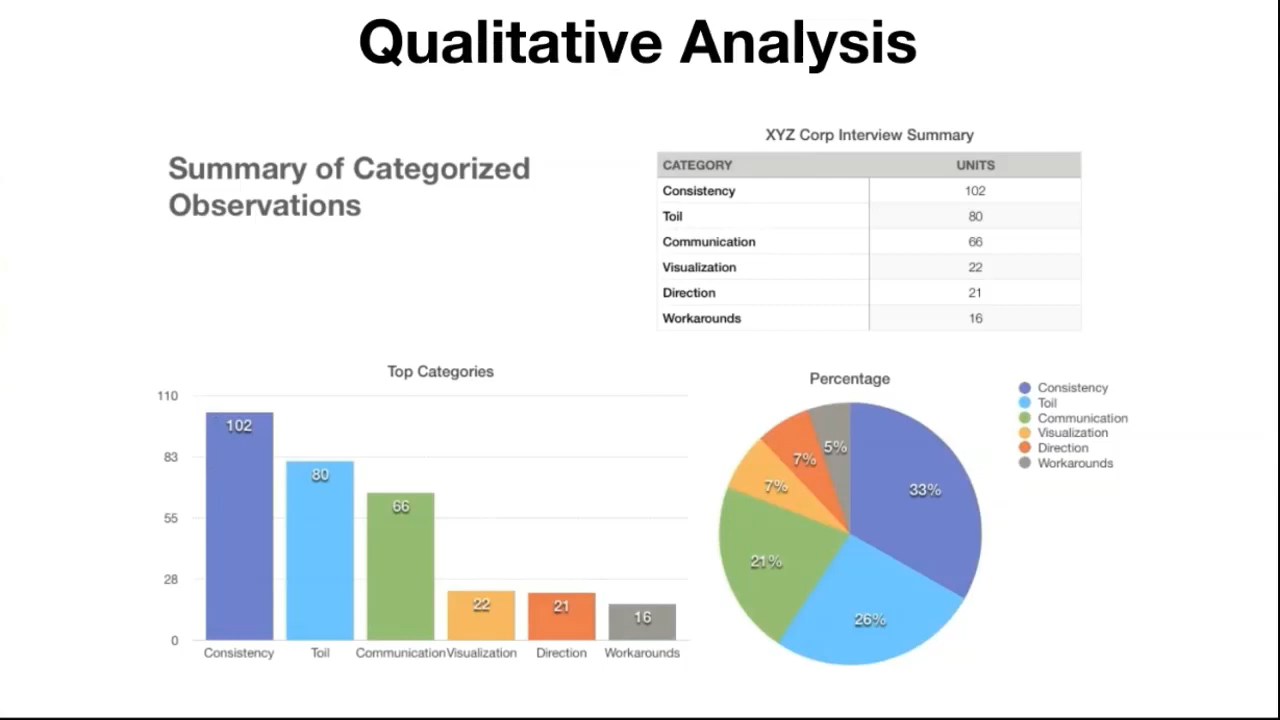 Qualitative Analysis
Summary of Categorized
Observations
XYZ Corp Interview Summary
CATEGORY UNITS
Consistency 102
Toil 80
Communication 66
Visualization 22
Direction 21
Workarounds 16
Top Categories
110
83
55
28
0
102
80
66
22
21
16
Consistency Toil Communication Visualization Direction Workarounds
Percentage
33%
26%
21%
7%
7%
5%
Consistency
Toil
Communication
Visualization
Direction
Workarounds